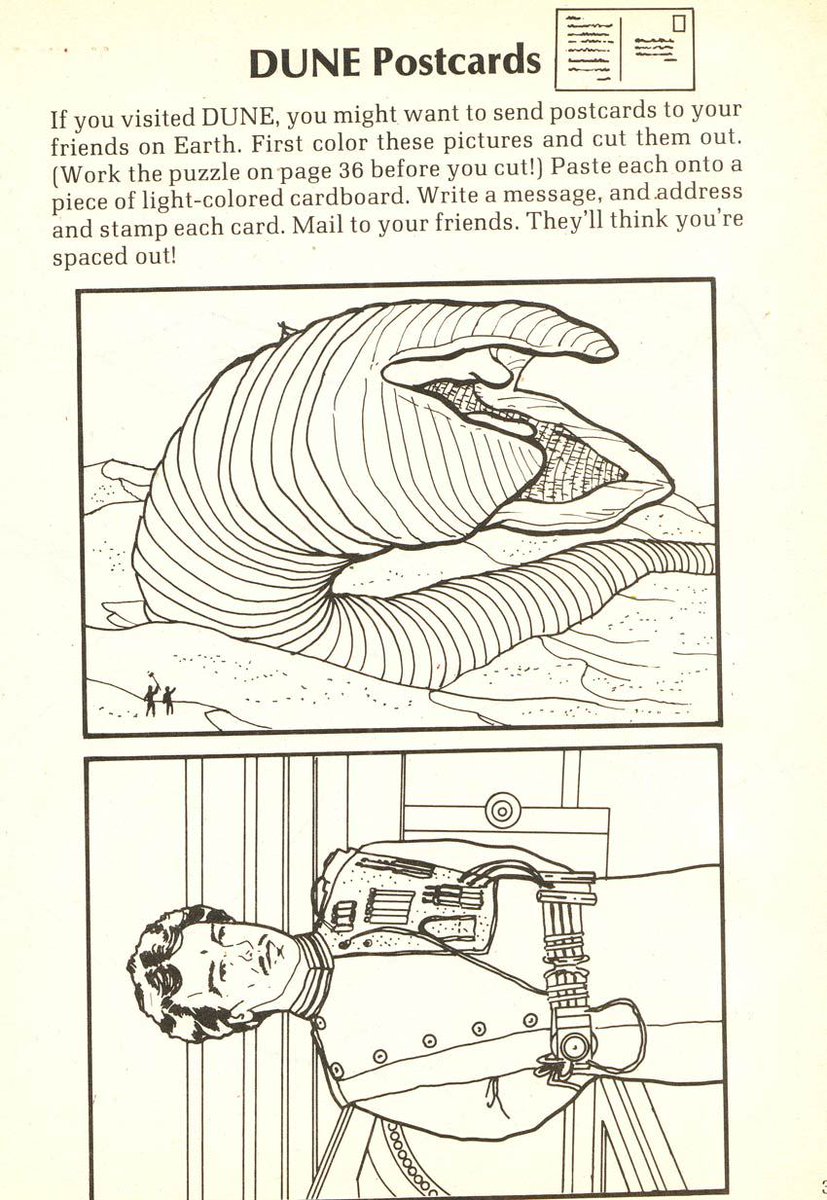 DUNE Postcards
If you visited DUNE, you might want to send postcards to your
friends on Earth. First color these pictures and cut them out.
(Work the puzzle on page 36 before you cut!) Paste each onto a
piece of light-colored cardboard. Write a message, and address
and stamp each card. Mail to your friends. They'll think you're
spaced out!